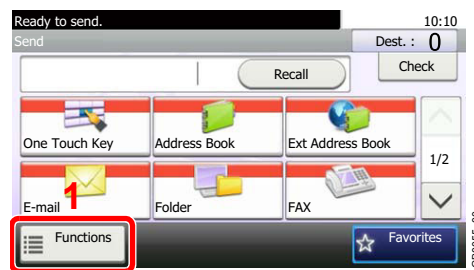 Ready to send.
10:10
Send
Dest. : 0
Recall
Check
One Touch Key
Address Book
Ext Address Book
1/2
E-mail
1
Folder
FAX
Functions
Favorites